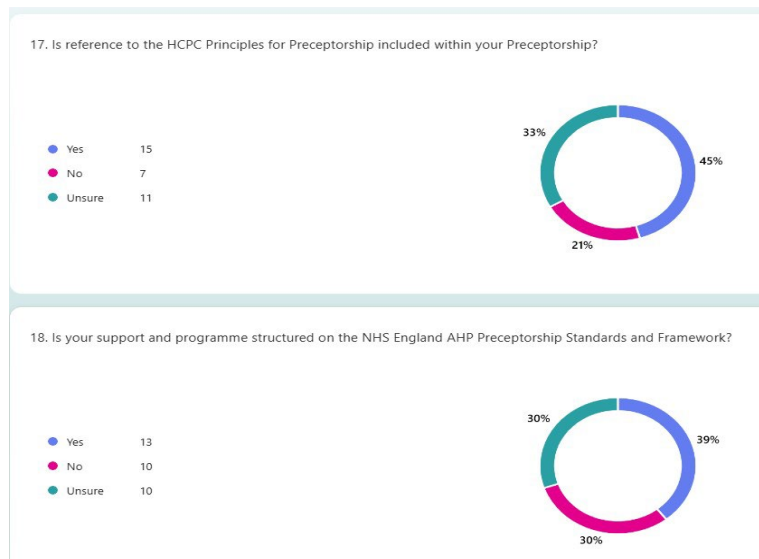 17. Is reference to the HCPC Principles for Preceptorship included within your Preceptorship?
33%
Yes 15
45%
No 7
Unsure 11
21%
18. Is your support and programme structured on the NHS England AHP Preceptorship Standards and Framework?
30%
Yes 13
39%
No 10
Unsure 10
30%